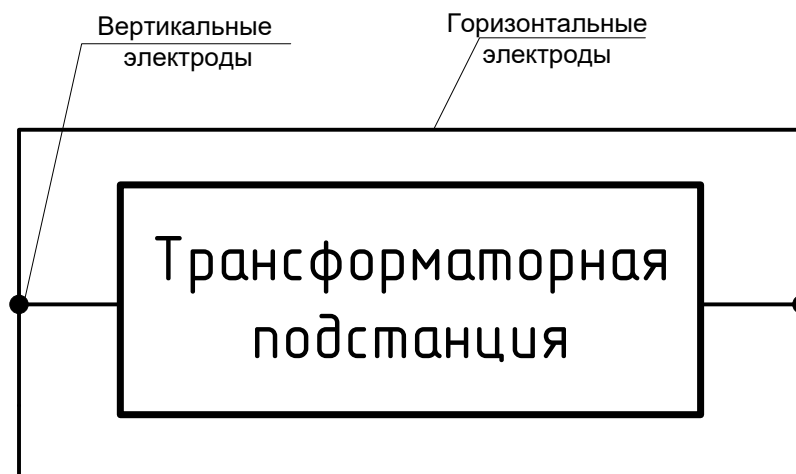 Вертикальные
электроды
Горизонтальные
электроды
Трансформаторная
подстанция